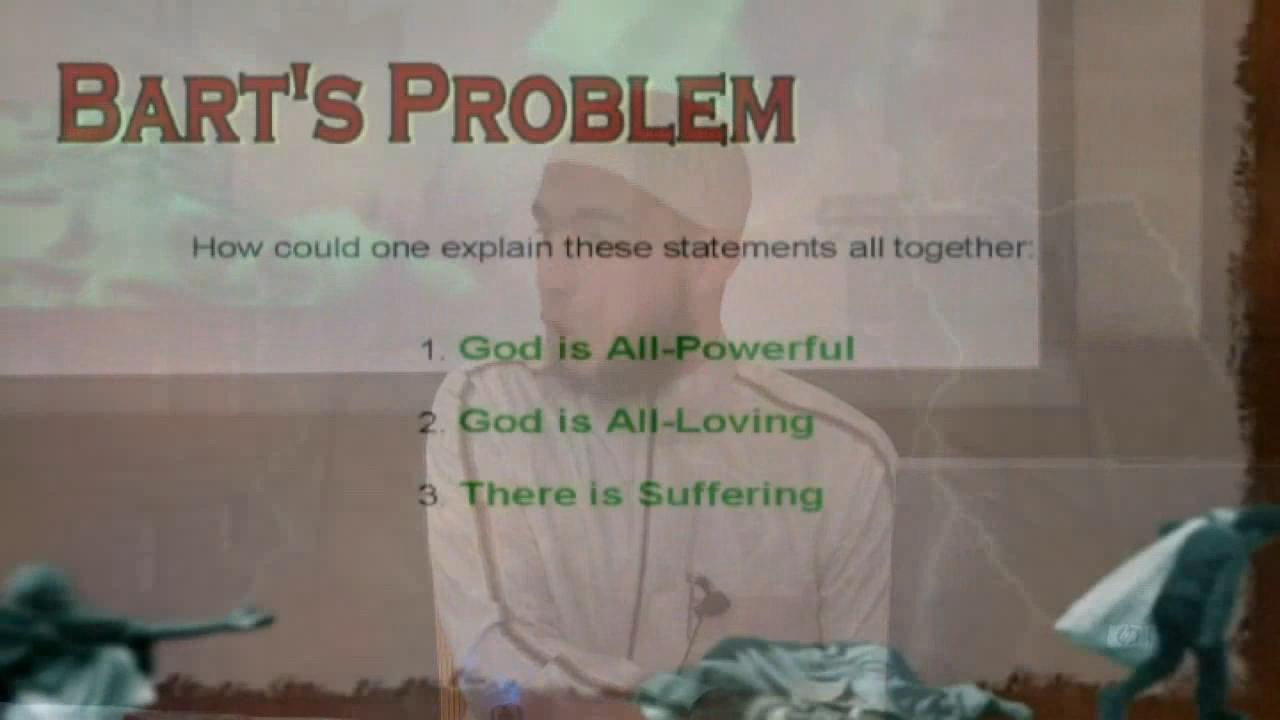 BART'S PROBLEM
How could one explain these statements all together:
1. God is All-Powerful
2. God is All-Loving
3. There is Suffering